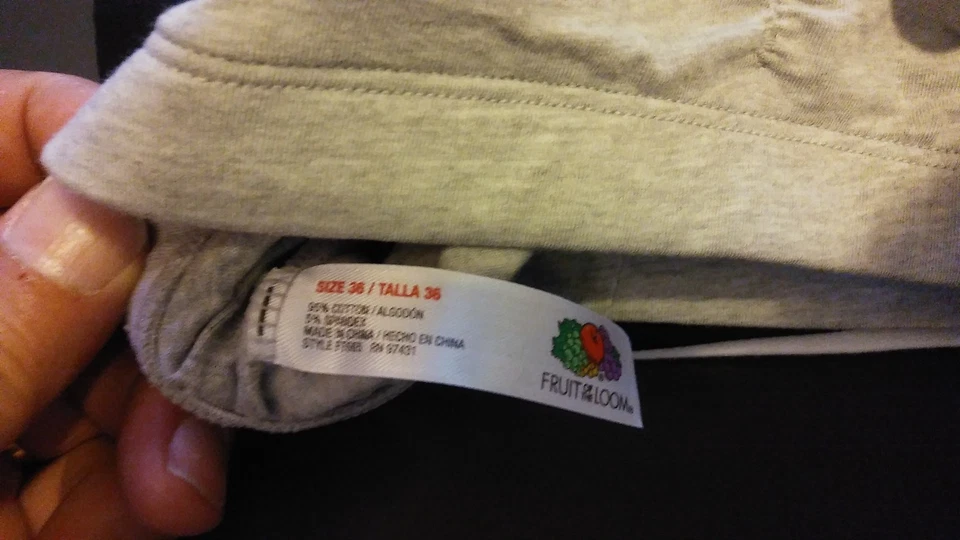 SIZE 36 / TALLA 36
95% COTTON / ALGODÓN
5% SPANDEX
MADE IN CHINA / HECHO EN CHINA
STYLE RN 97431
FRUIT OF THE LOOM